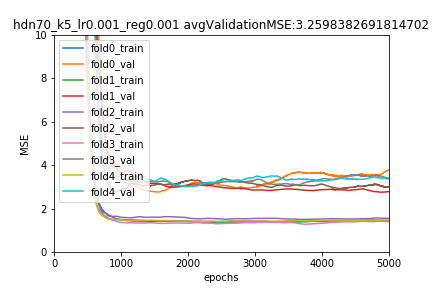 hdn70_k5_lr0.001_reg0.001 avgValidationMSE:3.2598382691814702
10
8
6
4
2
0
MSE
fold0_train
fold0_val
fold1_train
fold1_val
fold2_train
fold2_val
fold3_train
fold3_val
fold4_train
fold4_val
0 1000 2000 3000 4000 5000
epochs